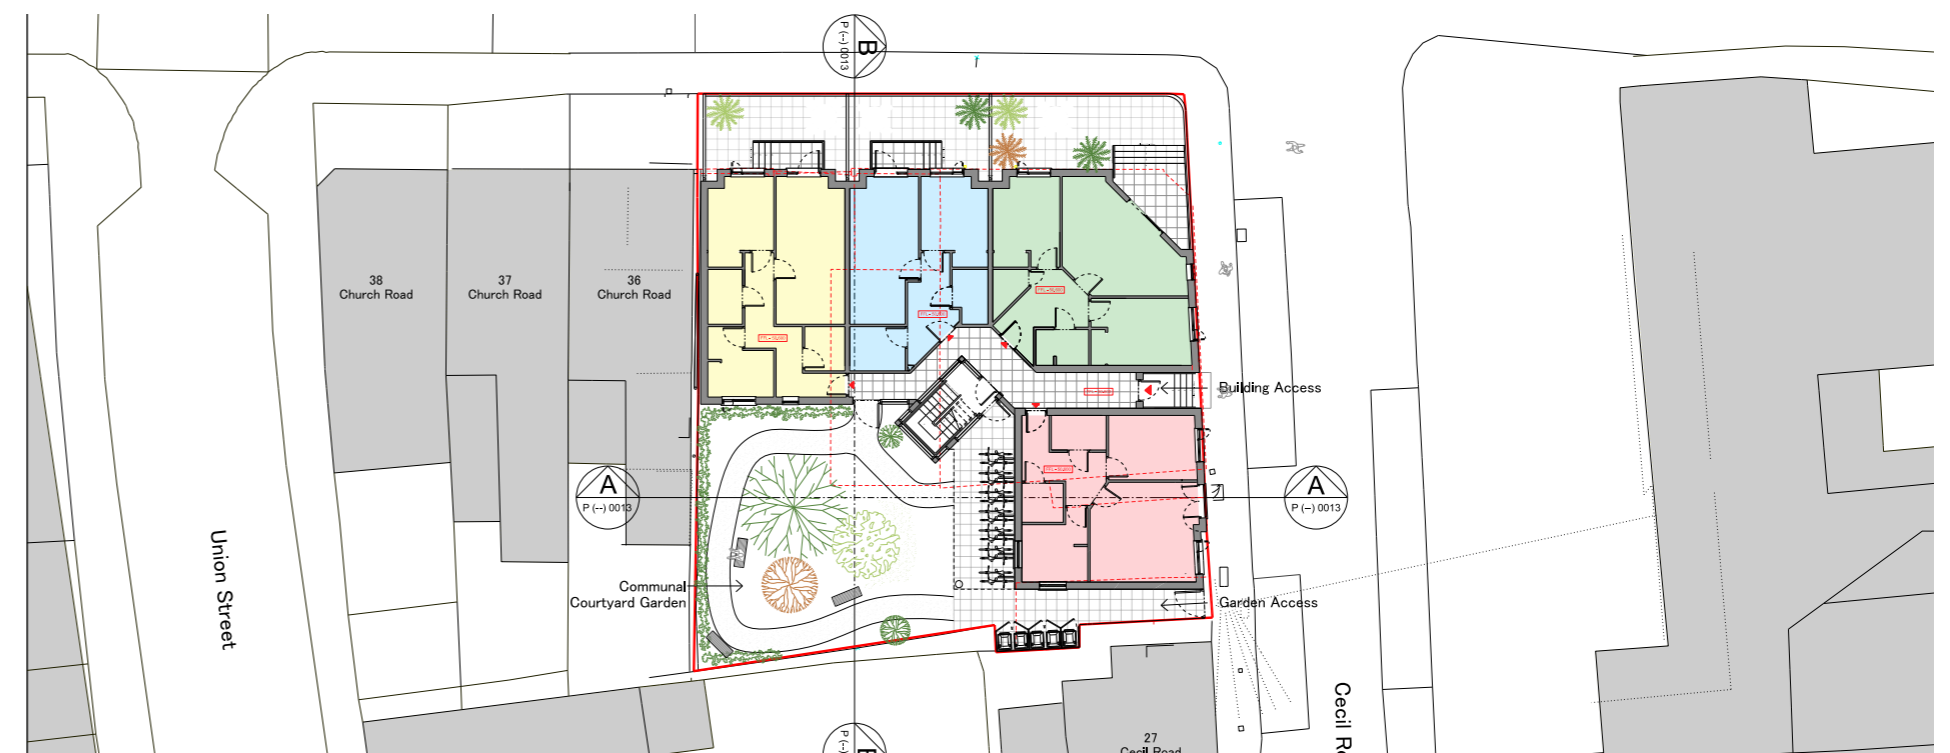 B
P (--) 0013
38
Church Road
37
Church Road
36
Church Road
Building Access
A
P (--) 0013
A
P (--) 0013
Union Street
Communal
Courtyard Garden
Garden Access
27
Cecil Road
Cecil R